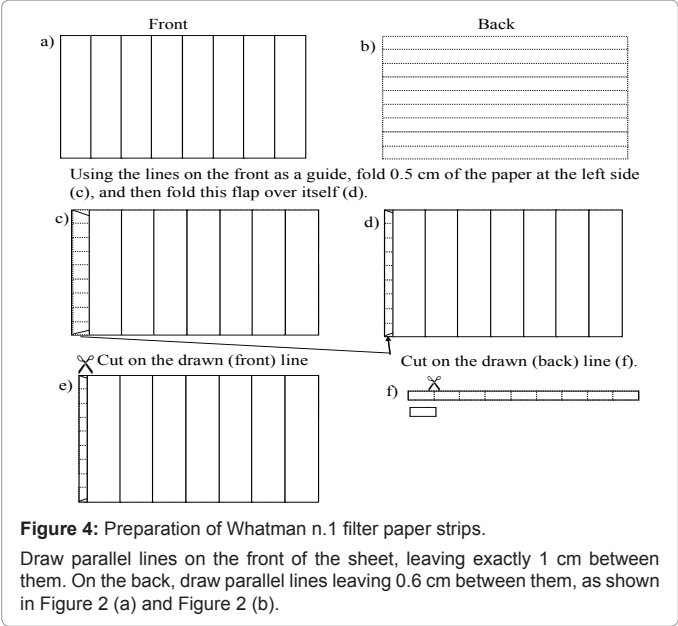 Front
Back
a)
b)
Using the lines on the front as a guide, fold 0.5 cm of the paper at the left side
(c), and then fold this flap over itself (d).
c)
d)
Cut on the drawn (front) line
Cut on the drawn (back) line (f).
e)
f)
Figure 4: Preparation of Whatman n.1 filter paper strips.
Draw parallel lines on the front of the sheet, leaving exactly 1 cm between
them. On the back, draw parallel lines leaving 0.6 cm between them, as shown
in Figure 2 (a) and Figure 2 (b).